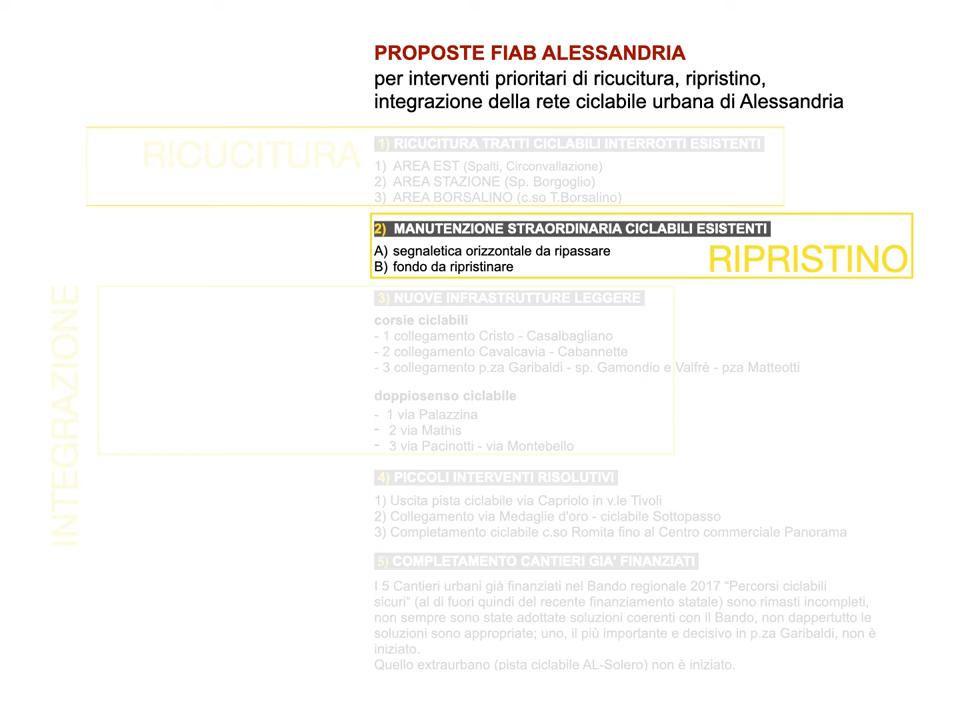 PROPOSTE FIAB ALESSANDRIA
per interventi prioritari di ricucitura, ripristino,
integrazione della rete ciclabile urbana di Alessandria
RICUCITURA
1) RICUCITURA TRATTI CICLABILI INTERROTTI ESISTENTI
1) AREA EST (Spalti, Circonvallazione)
2) AREA STAZIONE (Sp. Borgoglio)
3) AREA BORSALINO (c.so T.Borsalino)
2) MANUTENZIONE STRAORDINARIA CICLABILI ESISTENTI
A) segnaletica orizzontale da ripassare
B) fondo da ripristinare
RIPRISTINO
INTEGRAZIONE
3) NUOVE INFRASTRUTTURE LEGGERE
corsie ciclabili
- 1 collegamento Cristo - Casalbagliano
- 2 collegamento Cavalcavia - Cabannette
- 3 collegamento p.za Garibaldi - sp. Gamondio e Valfrè - pza Matteotti
doppiosenso ciclabile
- 1 via Palazzina
- 2 via Mathis
- 3 via Pacinotti - via Montebello
4) PICCOLI INTERVENTI RISOLUTIVI
1) Uscita pista ciclabile via Capriolo in v.le Tivoli
2) Collegamento via Medaglie d'oro - ciclabile Sottopasso
3) Completamento ciclabile c.so Romita fino al Centro commerciale Panorama
5) COMPLETAMENTO CANTIERI GIA' FINANZIATI
I 5 Cantieri urbani già finanziati nel Bando regionale 2017 “Percorsi ciclabili
sicuri” (al di fuori quindi del recente finanziamento statale) sono rimasti incompleti,
non sempre sono state adottate soluzioni coerenti con il Bando, non dappertutto le
soluzioni sono appropriate; uno, il più importante e decisivo in p.za Garibaldi, non è
iniziato.
Quello extraurbano (pista ciclabile AL-Solero) non è iniziato.